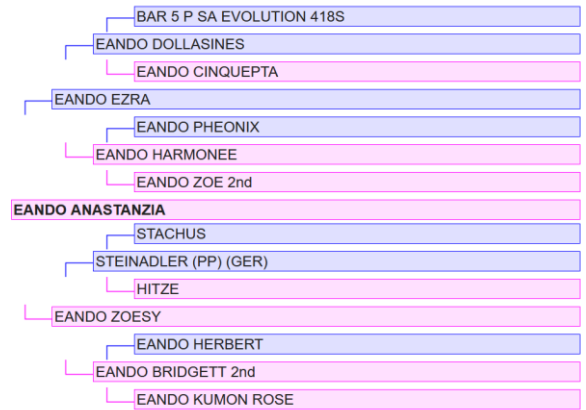 BAR 5 P SA EVOLUTION 418S
EANDO DOLLASINES
EANDO CINQUEPTA
EANDO EZRA
EANDO PHEONIX
EANDO HARMONEE
EANDO ZOE 2nd
EANDO ANASTANZIA
STACHUS
STEINADLER (PP) (GER)
HITZE
EANDO ZOESY
EANDO HERBERT
EANDO BRIDGETT 2nd
EANDO KUMON ROSE